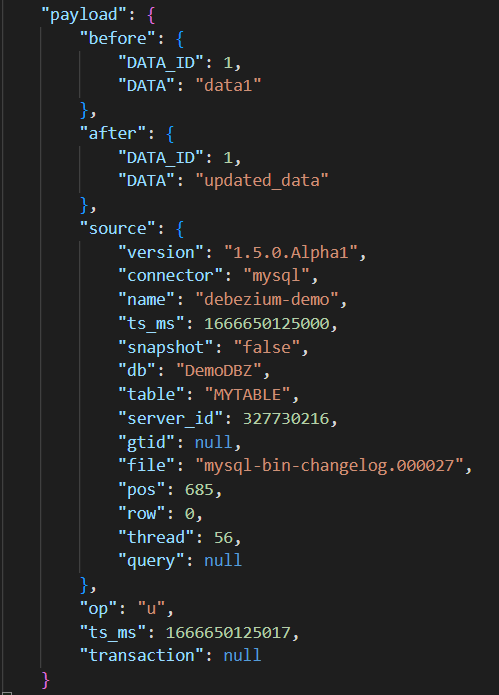 "payload": {
"before": {
"DATA_ID": 1,
"DATA": "data1"
},
"after": {
"DATA_ID": 1,
"DATA": "updated_data"
},
"source": {
"version": "1.5.0.Alpha1",
"connector": "mysql",
"name": "debezium-demo",
"ts_ms": 1666650125000,
"snapshot": "false",
"db": "DemoDBZ",
"table": "MYTABLE",
"server_id": 327730216,
"gtid": null,
"file": "mysql-bin-changelog.000027",
"pos": 685,
"row": 0,
"thread": 56,
"query": null
},
"op": "u",
"ts_ms": 1666650125017,
"transaction": null
}